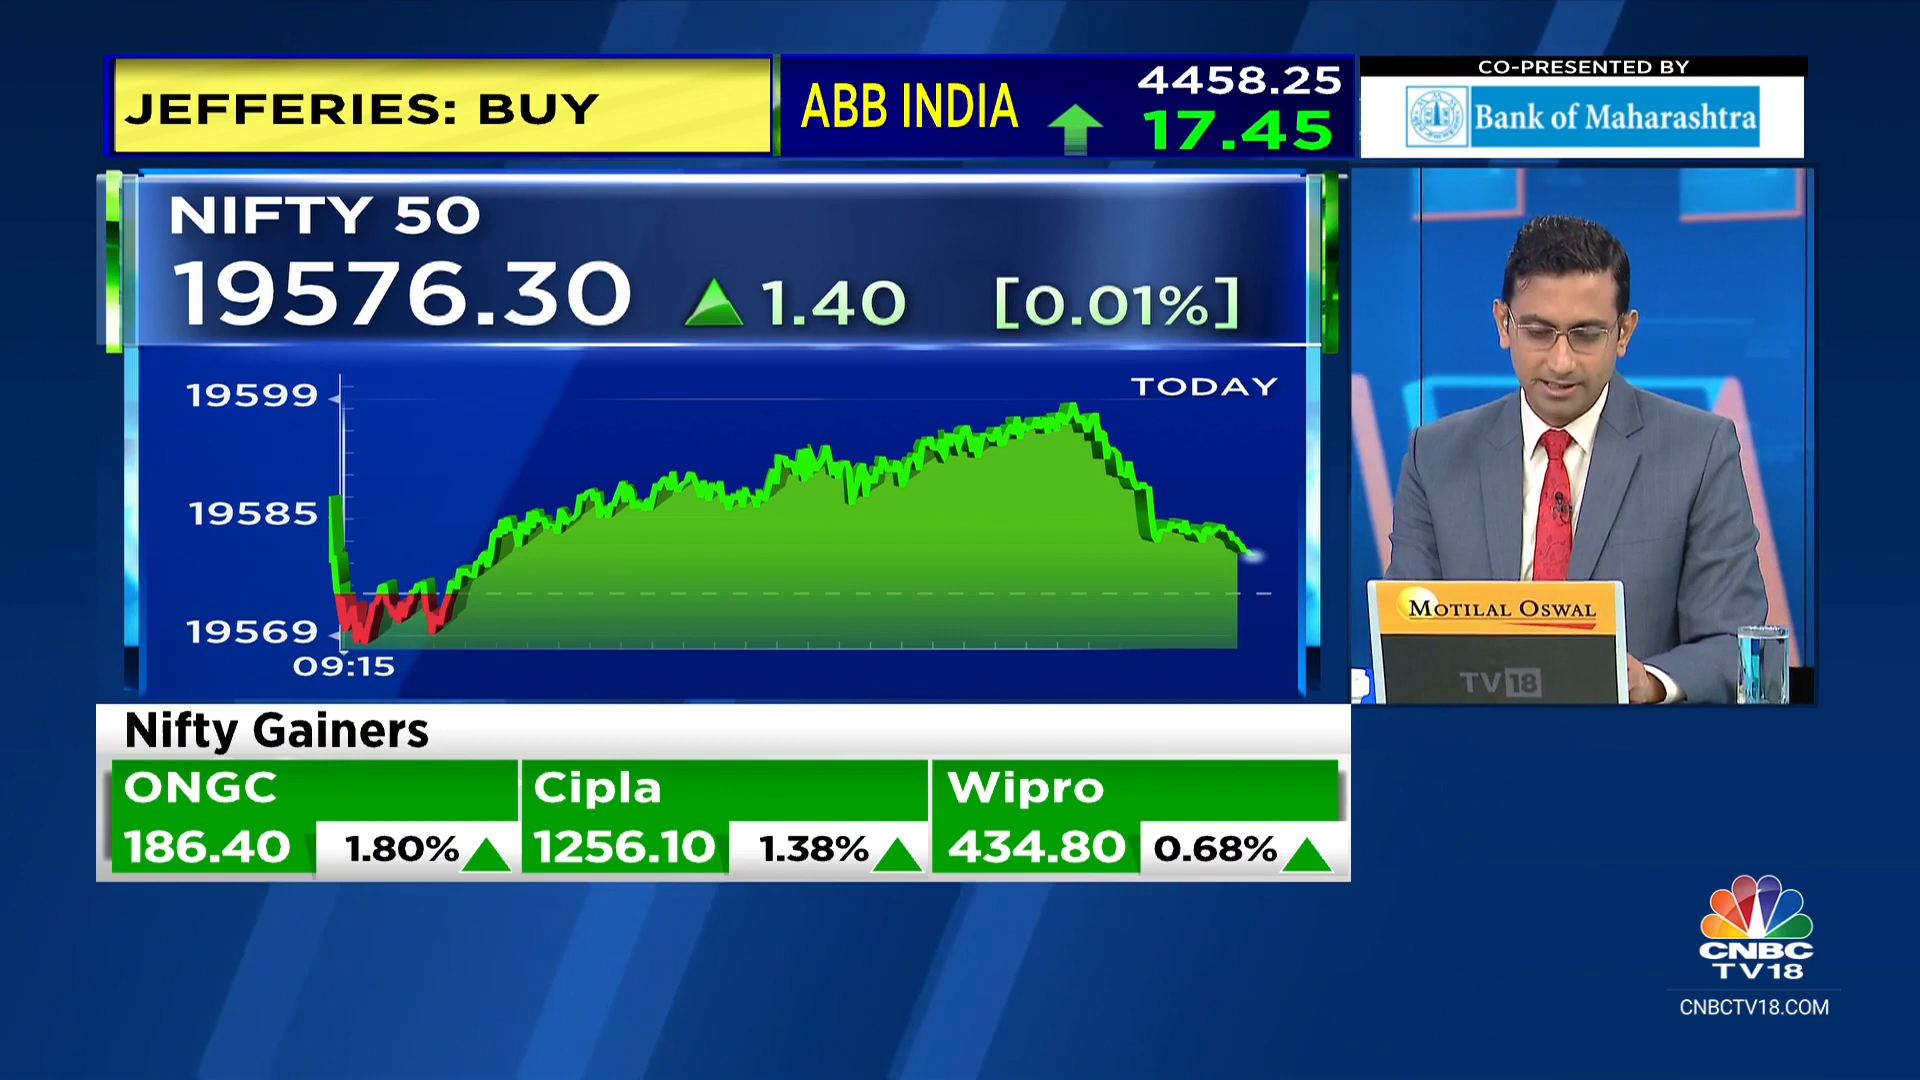 JEFFERIES: BUY
ABB INDIA
4458.25
17.45
CO-PRESENTED BY
Bank of Maharashtra
NIFTY 50
19576.30 1.40 [0.01%]
TODAY
19599
19585
19569
09:15
MOTILAL OSWAL
TV18
Nifty Gainers
ONGC
186.40 1.80%
Cipla
1256.10 1.38%
Wipro
434.80 0.68%
CNBC
TV18
CNBCTV18.COM